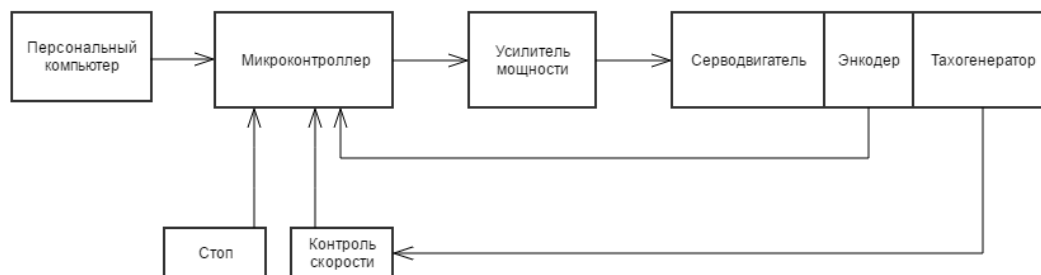 Персональный
компьютер
Микроконтроллер
Усилитель
мощности
Серводвигатель
Энкодер
Тахогенератор
Стоп
Контроль
скорости